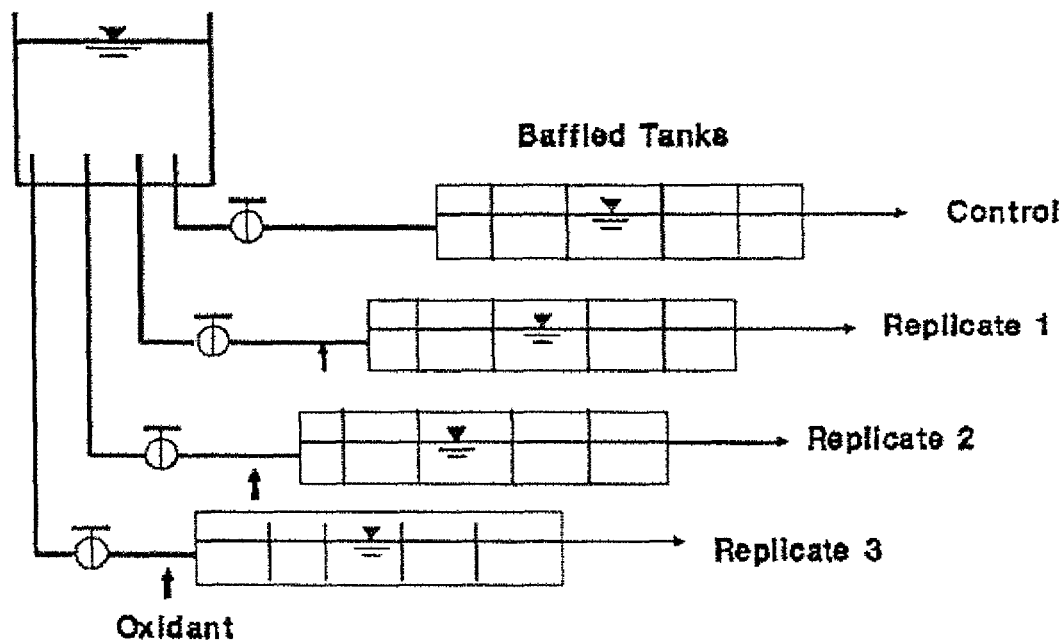 Baffled Tanks
Control
Replicate 1
Replicate 2
Replicate 3
Oxidant